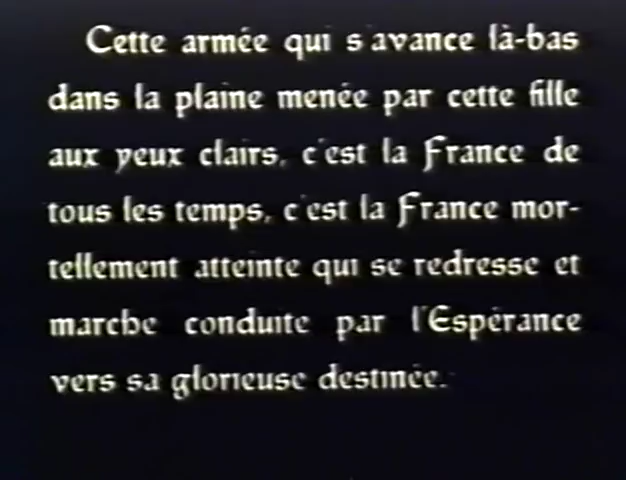 Cette armée qui s'avance là-bas
dans la plaine menée par cette fille
aux yeux clairs, c'est la France de
tous les temps, c'est la France mor-
tellement atteinte qui se redresse et
marche conduite par l'Espérance
vers sa glorieuse destinée.